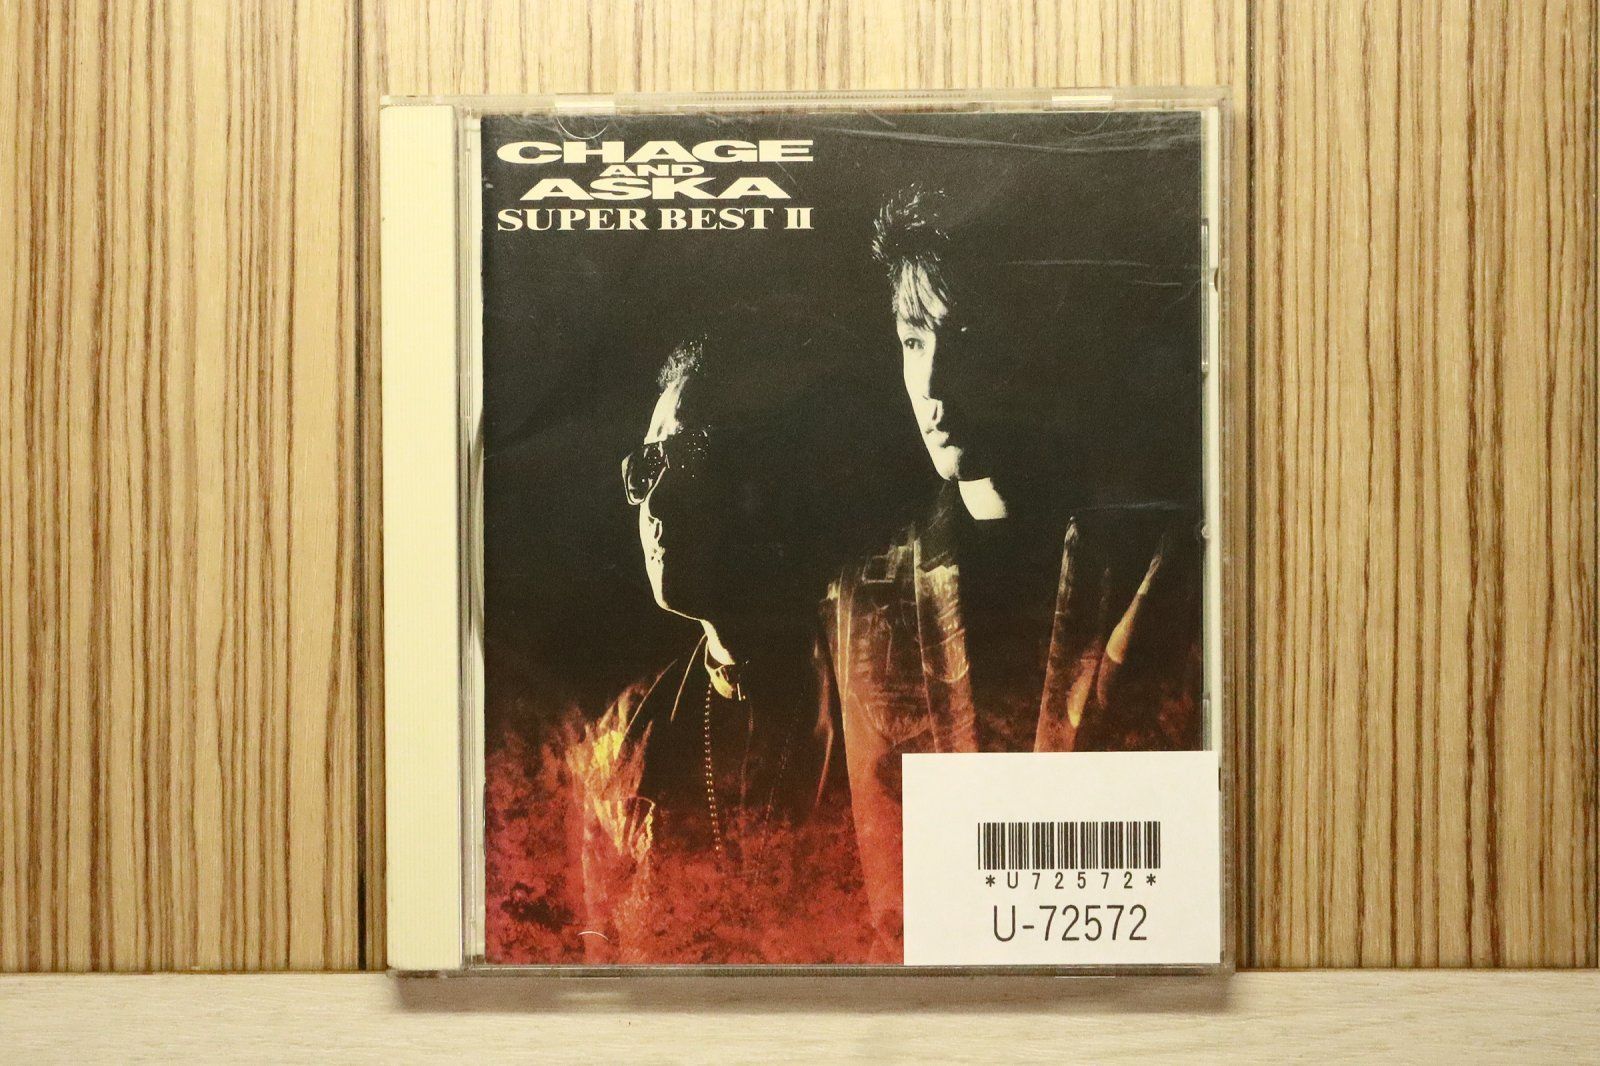 CHAGE
AND
ASKA
SUPER BEST II
*U72572*
U-72572